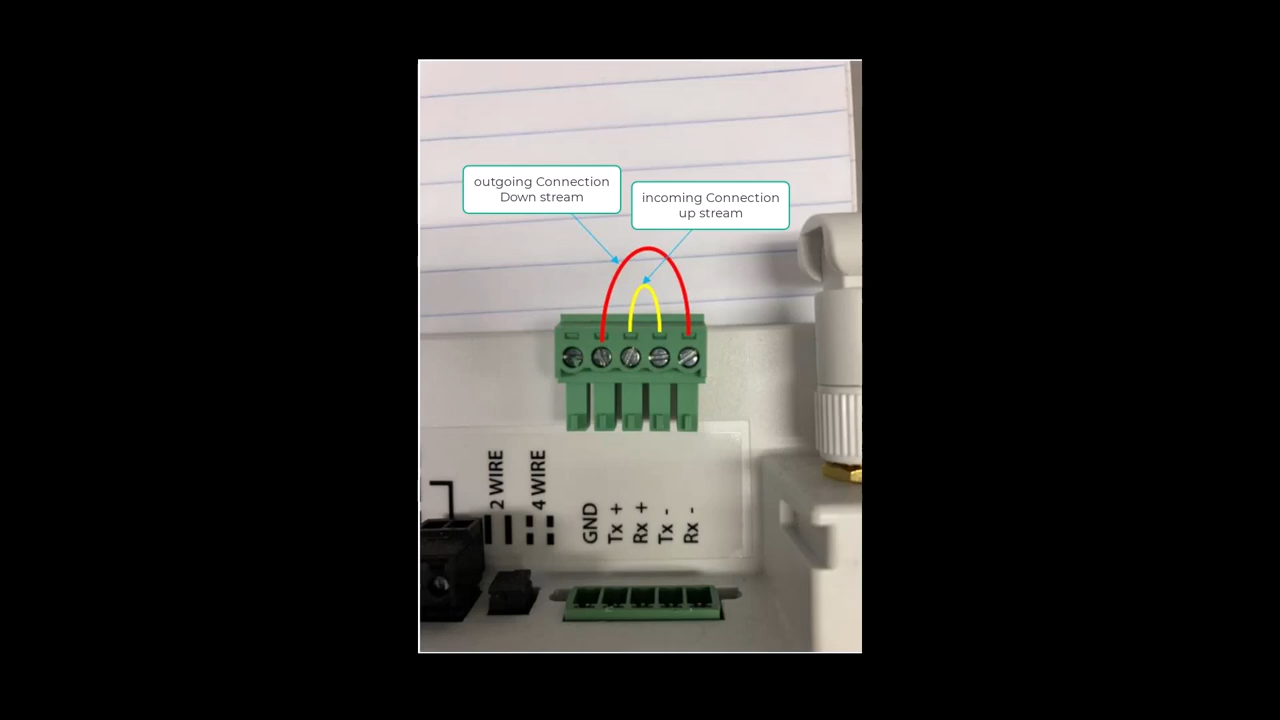 outgoing Connection
Down stream
incoming Connection
up stream
2 WIRE
4 WIRE
GND
Tx +
Rx +
Tx -
Rx -